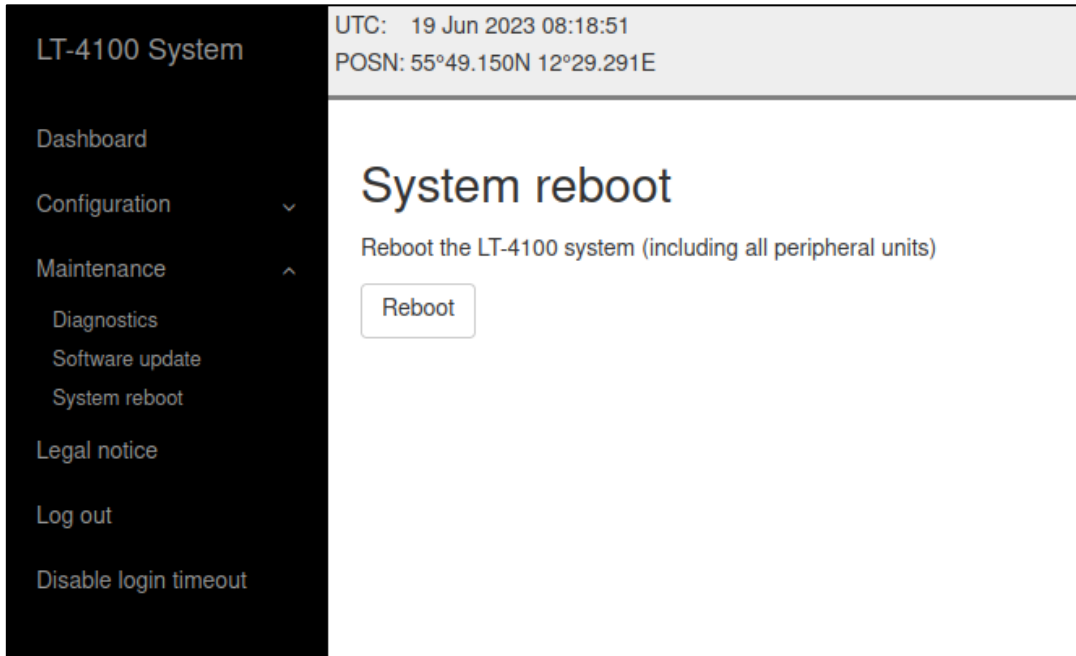 LT-4100 System
Dashboard
Configuration
Maintenance
Diagnostics
Software update
System reboot
Legal notice
Log out
Disable login timeout
UTC: 19 Jun 2023 08:18:51
POSN: 55°49.150N 12°29.291E
System reboot
Reboot the LT-4100 system (including all peripheral units)
Reboot